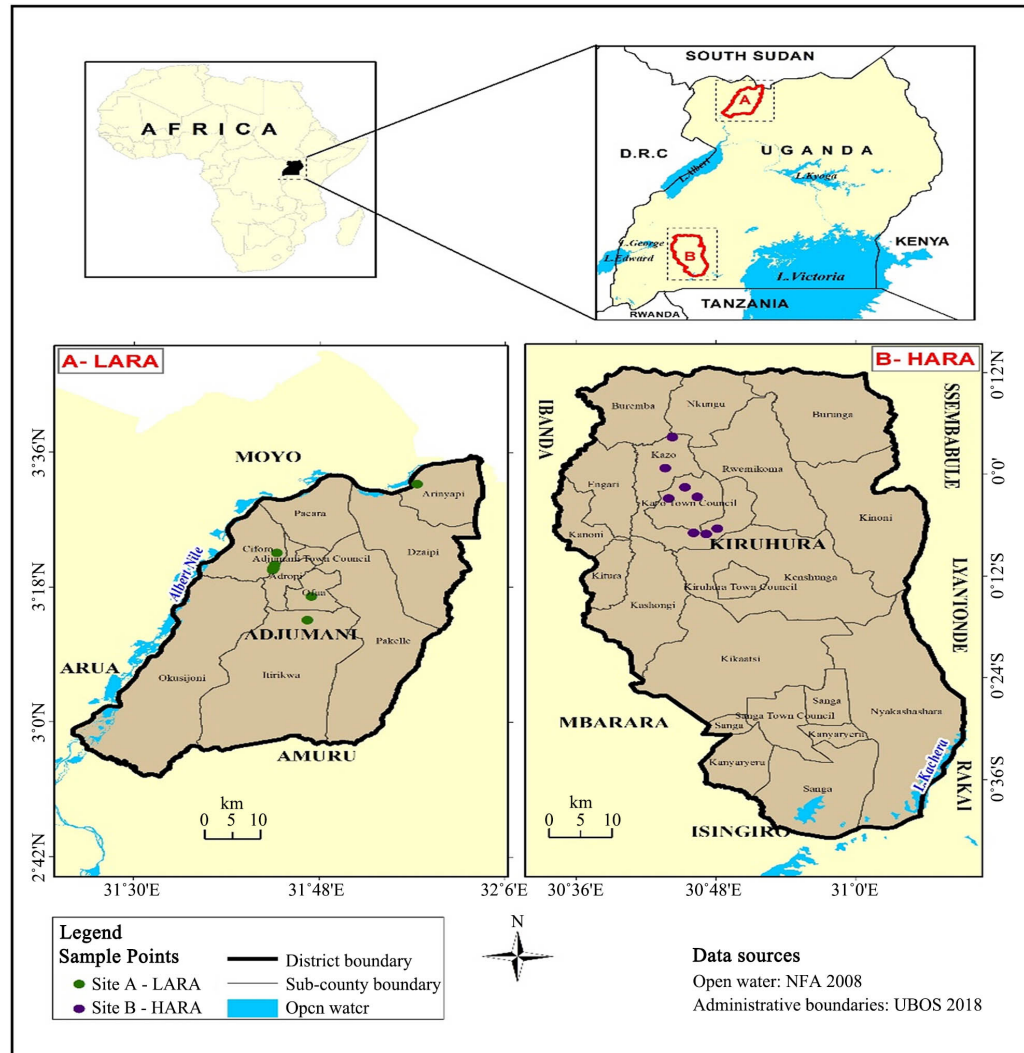 AFRICA
SOUTH SUDAN
A
D.R.C
UGANDA
L.Albert
L.Kyoga
L.George
L.Edward
B
KENYA
L.Victoria
TANZANIA
RWANDA
A- LARA
MOYO
Arinyapi
Pacara
Dzaipi
Ciforo
Adjumani Town Council
Adropi
Ofua
Albert Nile
ADJUMANI
Pakelle
ARUA
Okusijoni
Itirikwa
AMURU
km
0 5 10
3°36'N
3°18'N
3°0'N
2°42'N
31°30'E
31°48'E
32°6'E
B- HARA
IBANDA
Buremba
Nkungu
Burunga
SSEMBABULE
Kazo
Rwemikoma
Engari
Kazo Town Council
Kinoni
Kanoni
KIRUHURA
Kitura
Kiruhura Town Council
Kenshunga
LYANTONDE
Kashongi
Kikaatsi
Sanga
Nyakashashara
MBARARA
Sanga Town Council
Sanga
Kanyaryeru
Kanyaryeru
L.Kachera
RAKAI
Sanga
km
0 5 10
ISINGIRO
0°12'N
0°0'
0°12'S
0°24'S
0°36'S
30°36'E
30°48'E
31°0'E
Legend
Sample Points
Site A - LARA
Site B - HARA
District boundary
Sub-county boundary
Open water
N
Data sources
Open water: NFA 2008
Administrative boundaries: UBOS 2018